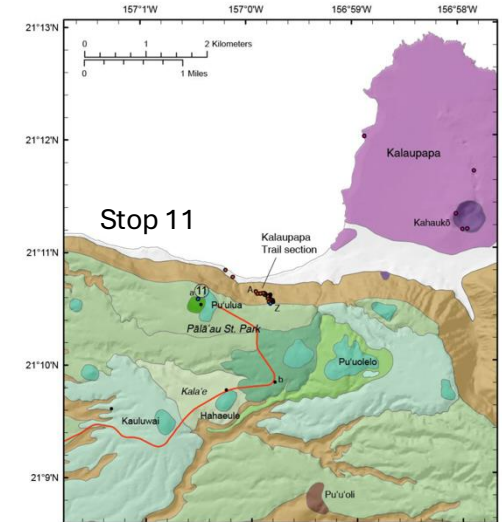 157°1'W 157°0'W 156°59'W 156°58'W
21°13'N
0 1 2 Kilometers
0 1 Miles
21°12'N
Kalaupapa
Stop 11
Kahaukō
21°11'N
Kalaupapa
Trail section
A
a 11
Z
Pu'ulua
Pālā'au St. Park
21°10'N
Pu'uolelo
b
Kala'e
Hahaeule
Kauluwai
21°9'N
Pu'u'oli